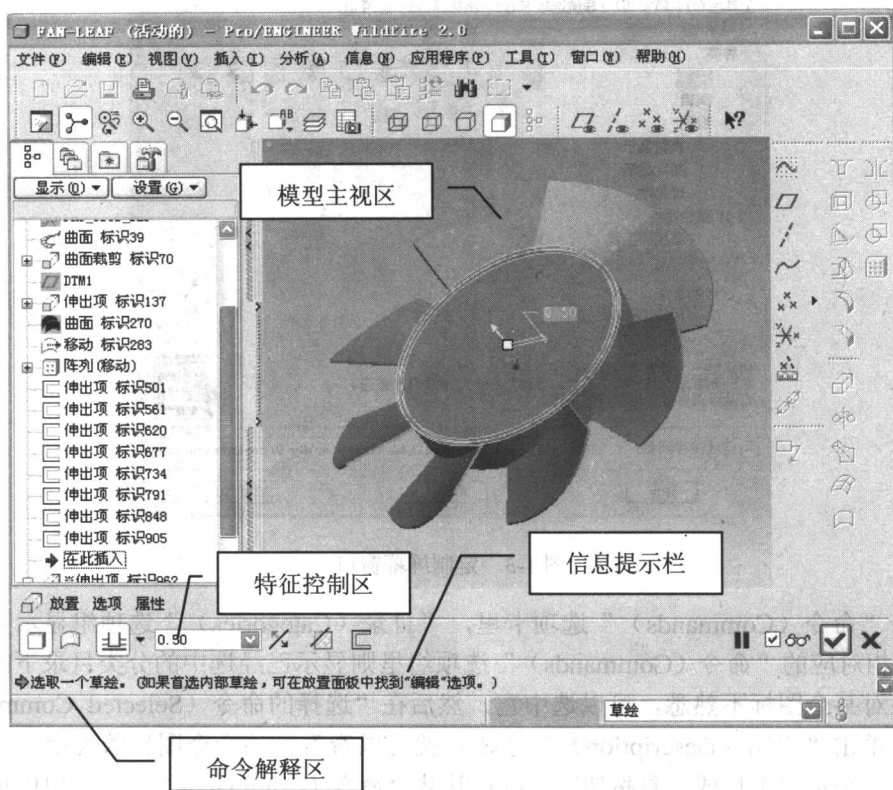 FAN-LEAF (活动的) - Pro/ENGINEER Wildfire 2.0
文件(F) 编辑(E) 视图(V) 插入(I) 分析(A) 信息(N) 应用程序(P) 工具(T) 窗口(W) 帮助(H)
显示(O) 设置(G)
曲面 标识39
曲面裁剪 标识70
DTM1
伸出项 标识137
曲面 标识270
移动 标识283
阵列(移动)
伸出项 标识501
伸出项 标识561
伸出项 标识620
伸出项 标识677
伸出项 标识734
伸出项 标识791
伸出项 标识848
伸出项 标识905
在此插入
※伸出项 标识962
模型主视区
0.50
特征控制区
信息提示栏
放置 选项 属性
0.50
选取一个草绘。(如果首选内部草绘，可在放置面板中找到"编辑"选项。)
草绘
命令解释区